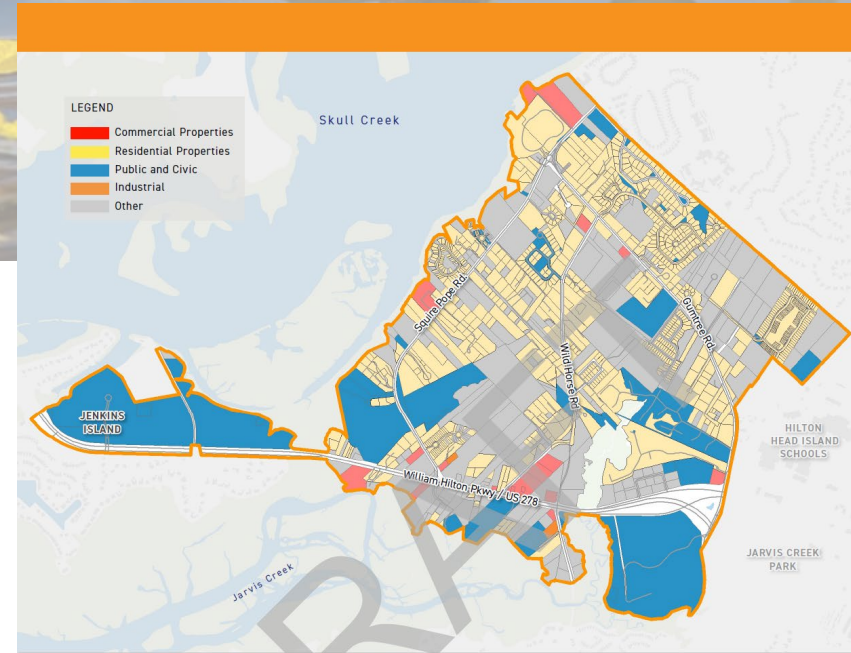 LEGEND
Commercial Properties
Residential Properties
Public and Civic
Industrial
Other
Skull Creek
Squire Pope Rd.
Gumtree Rd.
Wild Horse Rd.
JENKINS
ISLAND
HILTON
HEAD ISLAND
SCHOOLS
William Hilton Pkwy / US 278
JARVIS CREEK
PARK
Jarvis Creek